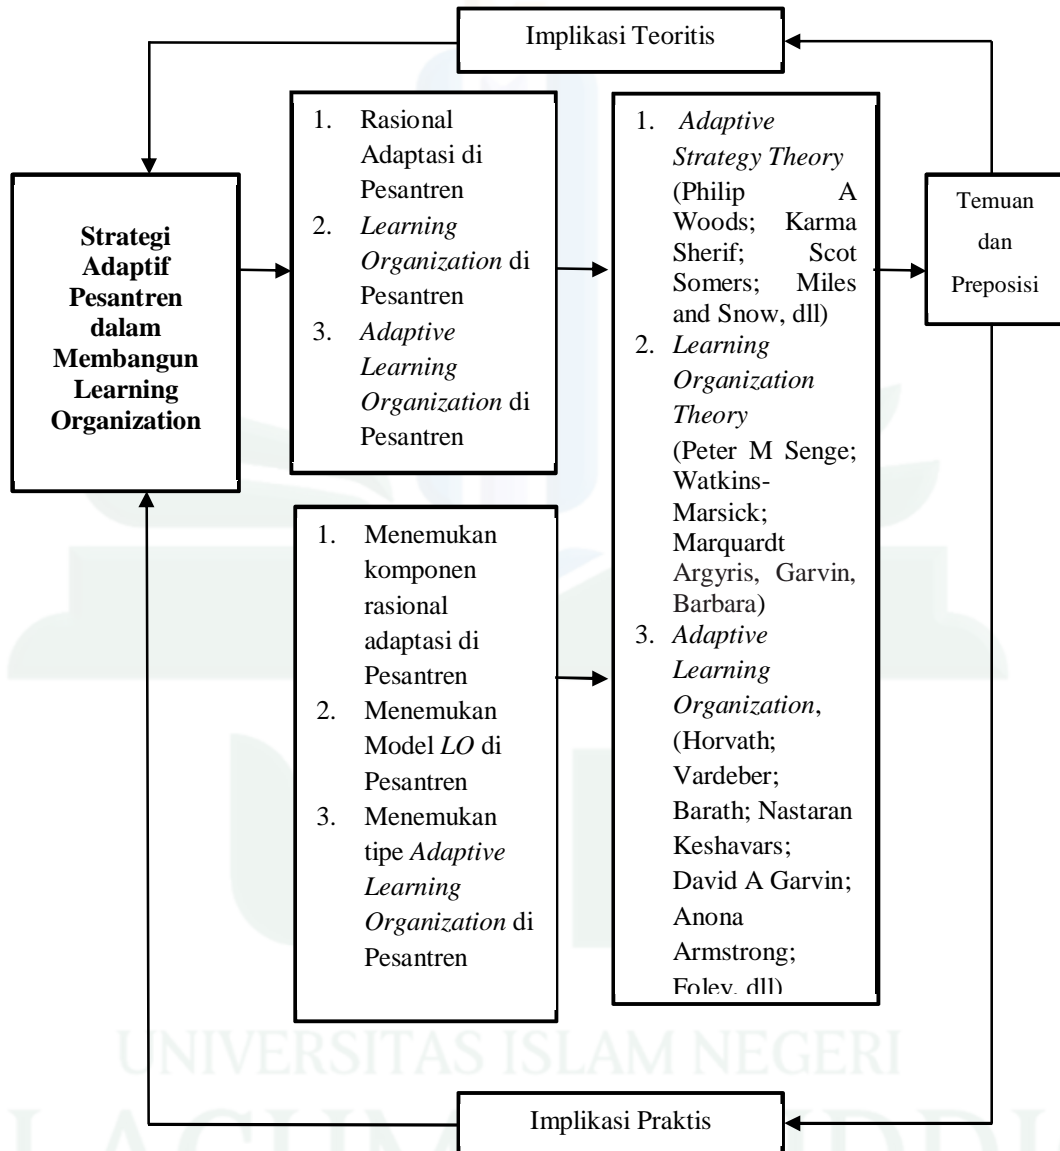 Implikasi Teoritis
Strategi
Adaptif
Pesantren
dalam
Membangun
Learning
Organization
1. Rasional
Adaptasi di
Pesantren
2. Learning
Organization di
Pesantren
3. Adaptive
Learning
Organization di
Pesantren
1. Menemukan
komponen
rasional
adaptasi di
Pesantren
2. Menemukan
Model LO di
Pesantren
3. Menemukan
tipe Adaptive
Learning
Organization di
Pesantren
1. Adaptive
Strategy Theory
(Philip A
Woods; Karma
Sherif; Scot
Somers; Miles
and Snow, dll)
2. Learning
Organization
Theory
(Peter M Senge;
Watkins-
Marsick;
Marquardt
Argyris, Garvin,
Barbara)
3. Adaptive
Learning
Organization,
(Horvath;
Vardeber;
Barath; Nastaran
Keshavars;
David A Garvin;
Anona
Armstrong;
Foley, dll)
Temuan
dan
Preposisi
Implikasi Praktis
UNIVERSITAS ISLAM NEGERI